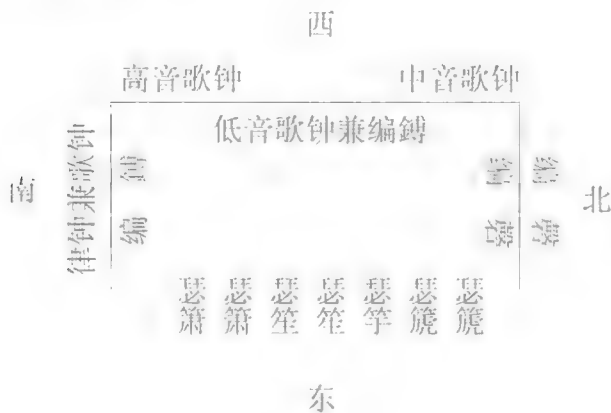 西
高音歌钟 中音歌钟
低音歌钟兼编鎛
南
律钟兼歌钟
编鎛
编磬
编磬
北
瑟 瑟 瑟 瑟 瑟 瑟 瑟
箫 箫 笙 笙 竽 篪 篪
东